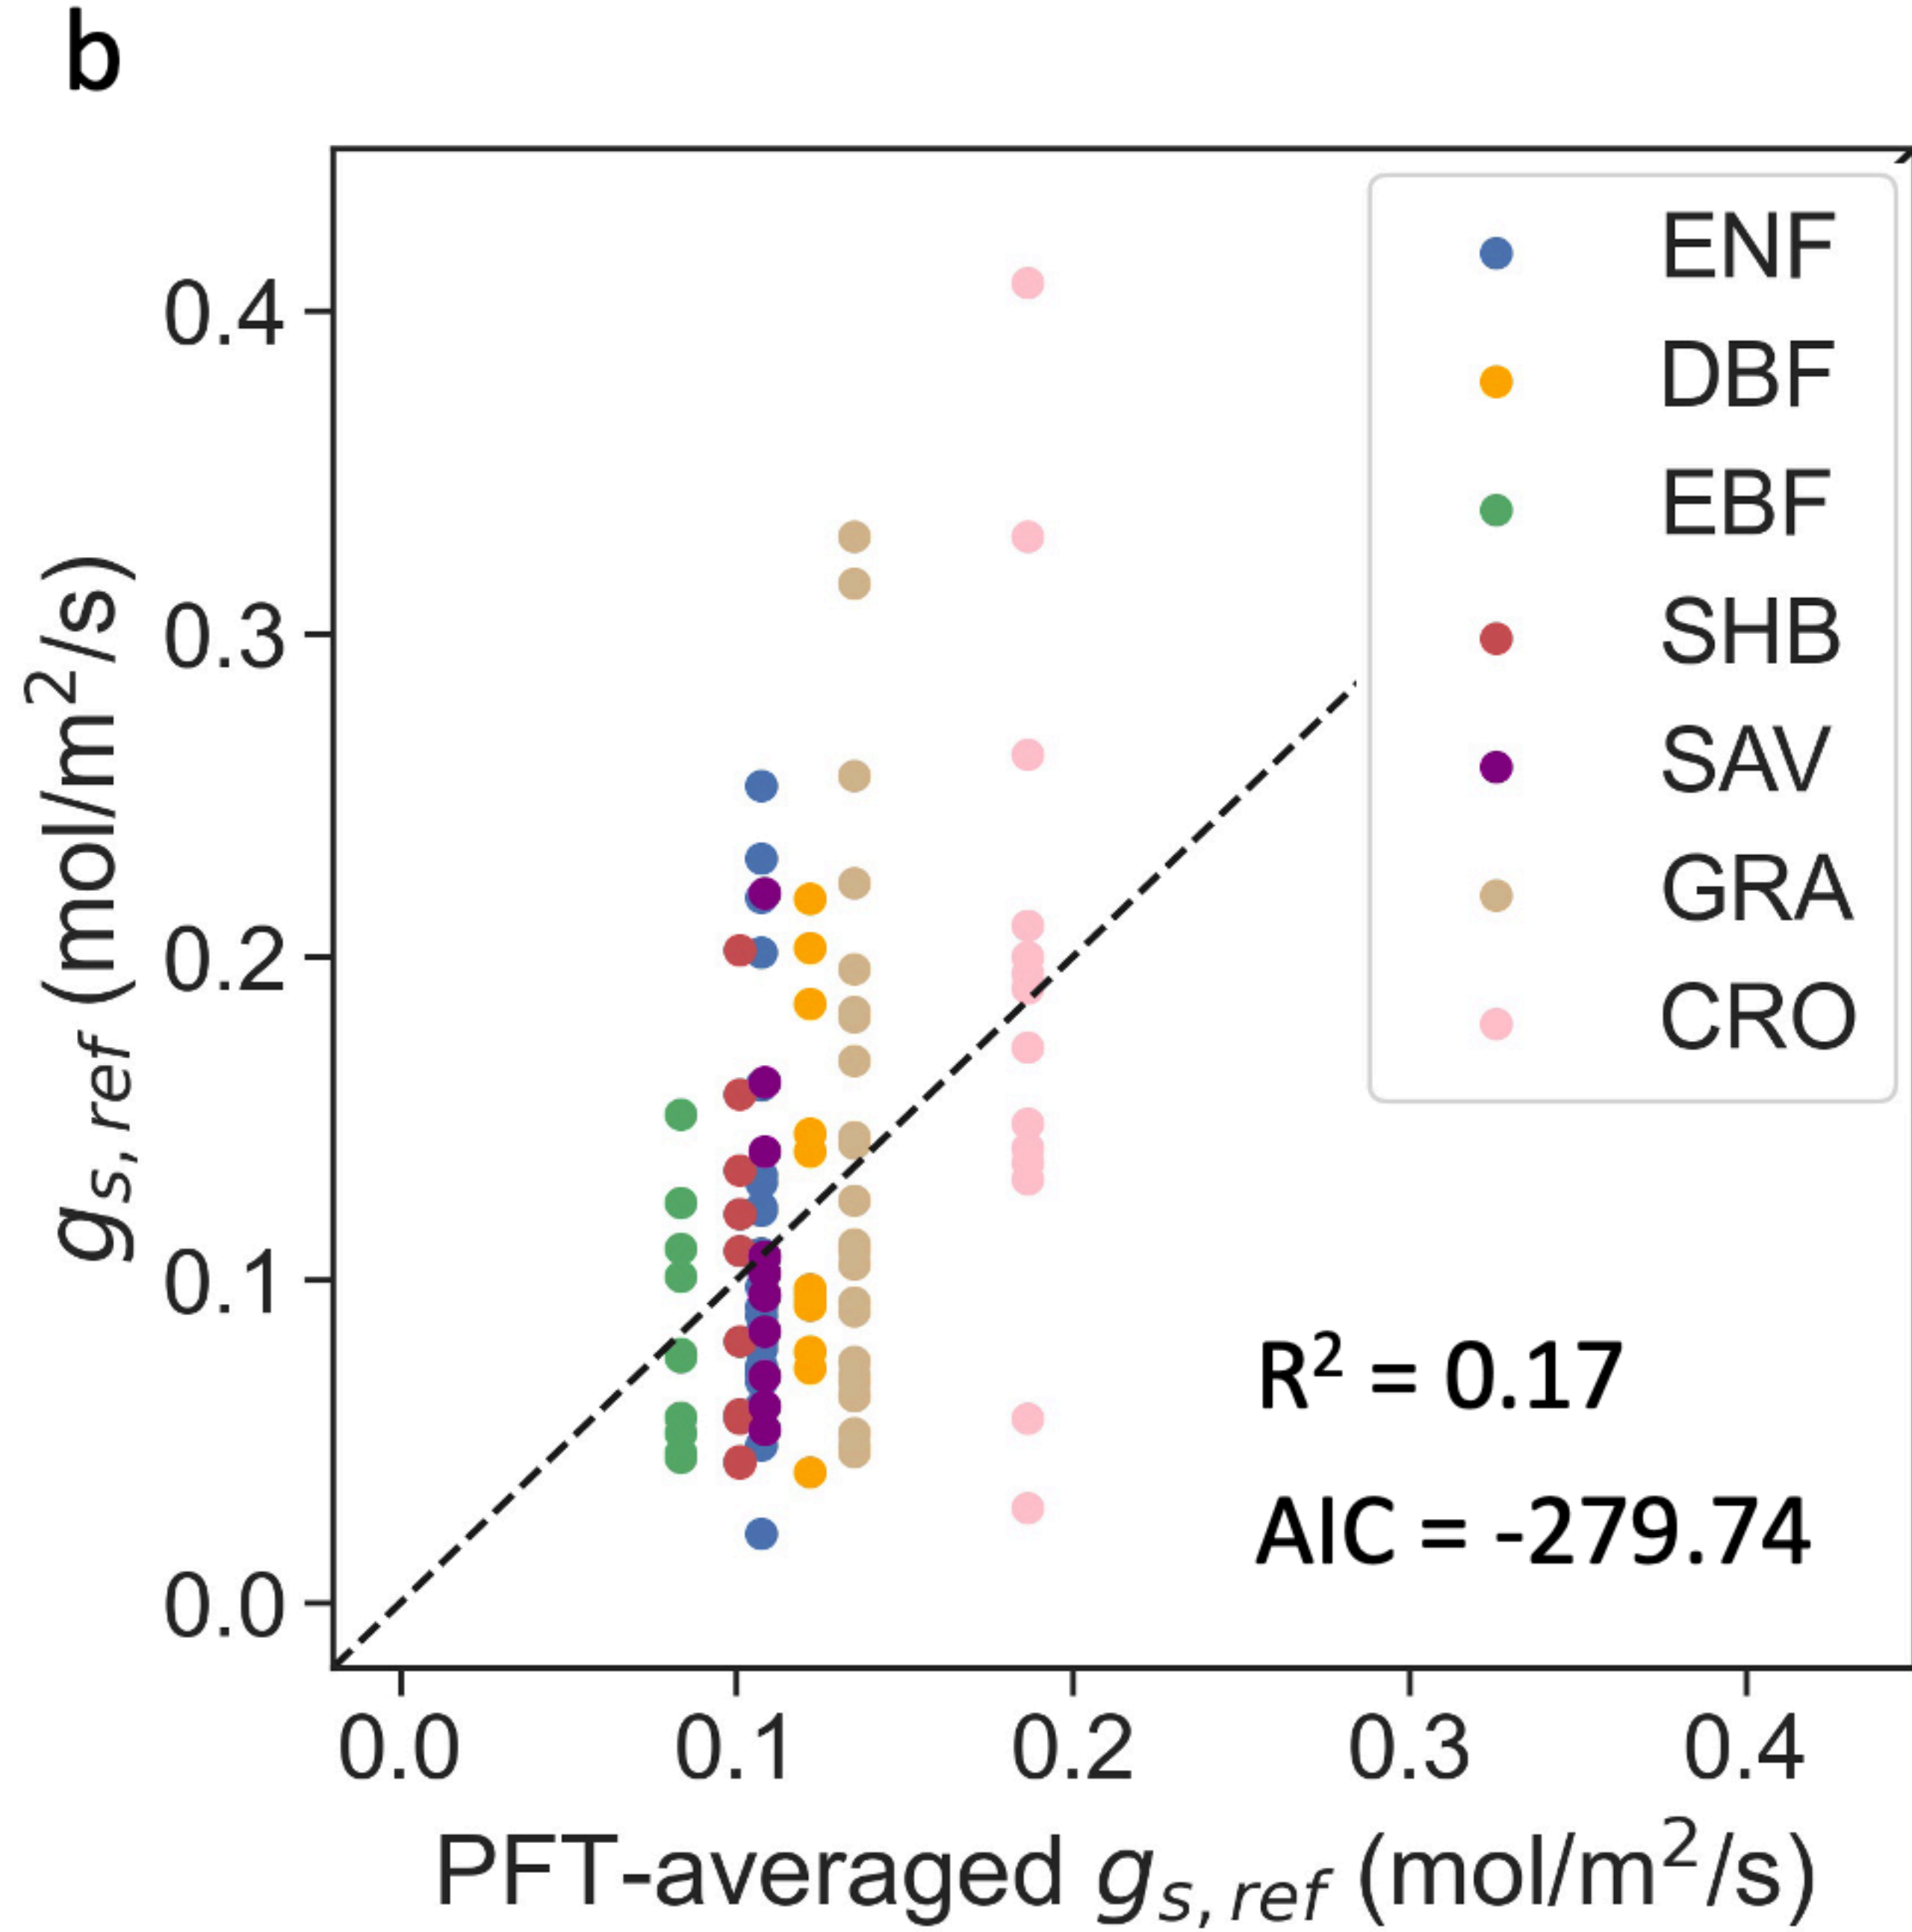 b
0.4
0.3
0.2
0.1
0.0
g_{s, ref} (mol/m²/s)
ENF
DBF
EBF
SHB
SAV
GRA
CRO
R² = 0.17
AIC = -279.74
0.0 0.1 0.2 0.3 0.4
PFT-averaged g_{s, ref} (mol/m²/s)